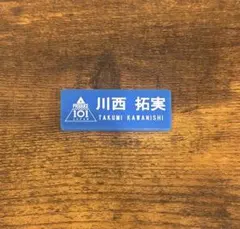 PRODUCE
101
JAPAN
川西 拓実
TAKUMI KAWANISHI